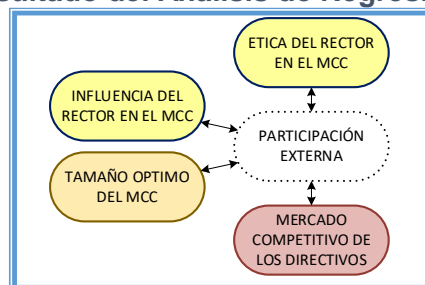 ETICA DEL RECTOR
EN EL MCC
INFLUENCIA DEL
RECTOR EN EL MCC
PARTICIPACIÓN
EXTERNA
TAMAÑO OPTIMO
DEL MCC
MERCADO
COMPETITIVO DE
LOS DIRECTIVOS